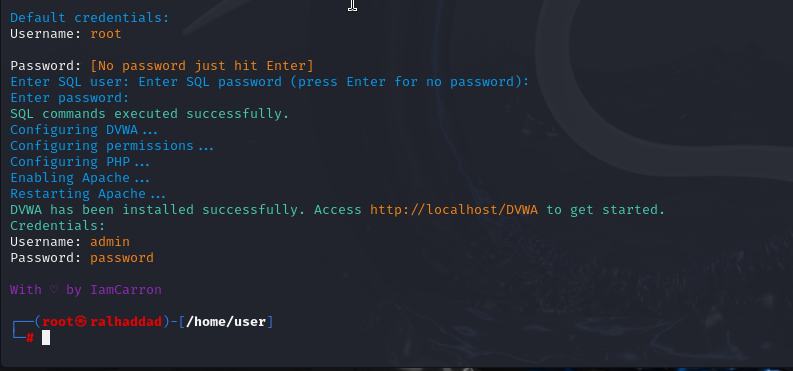 Default credentials:
Username: root
Password: [No password just hit Enter]
Enter SQL user: Enter SQL password (press Enter for no password):
Enter password:
SQL commands executed successfully.
Configuring DVWA...
Configuring permissions...
Configuring PHP...
Enabling Apache...
Restarting Apache...
DVWA has been installed successfully. Access http://localhost/DVWA to get started.
Credentials:
Username: admin
Password: password
With ♡ by IamCarron
┌──(root㉿ralhaddad)-[/home/user]
└─#